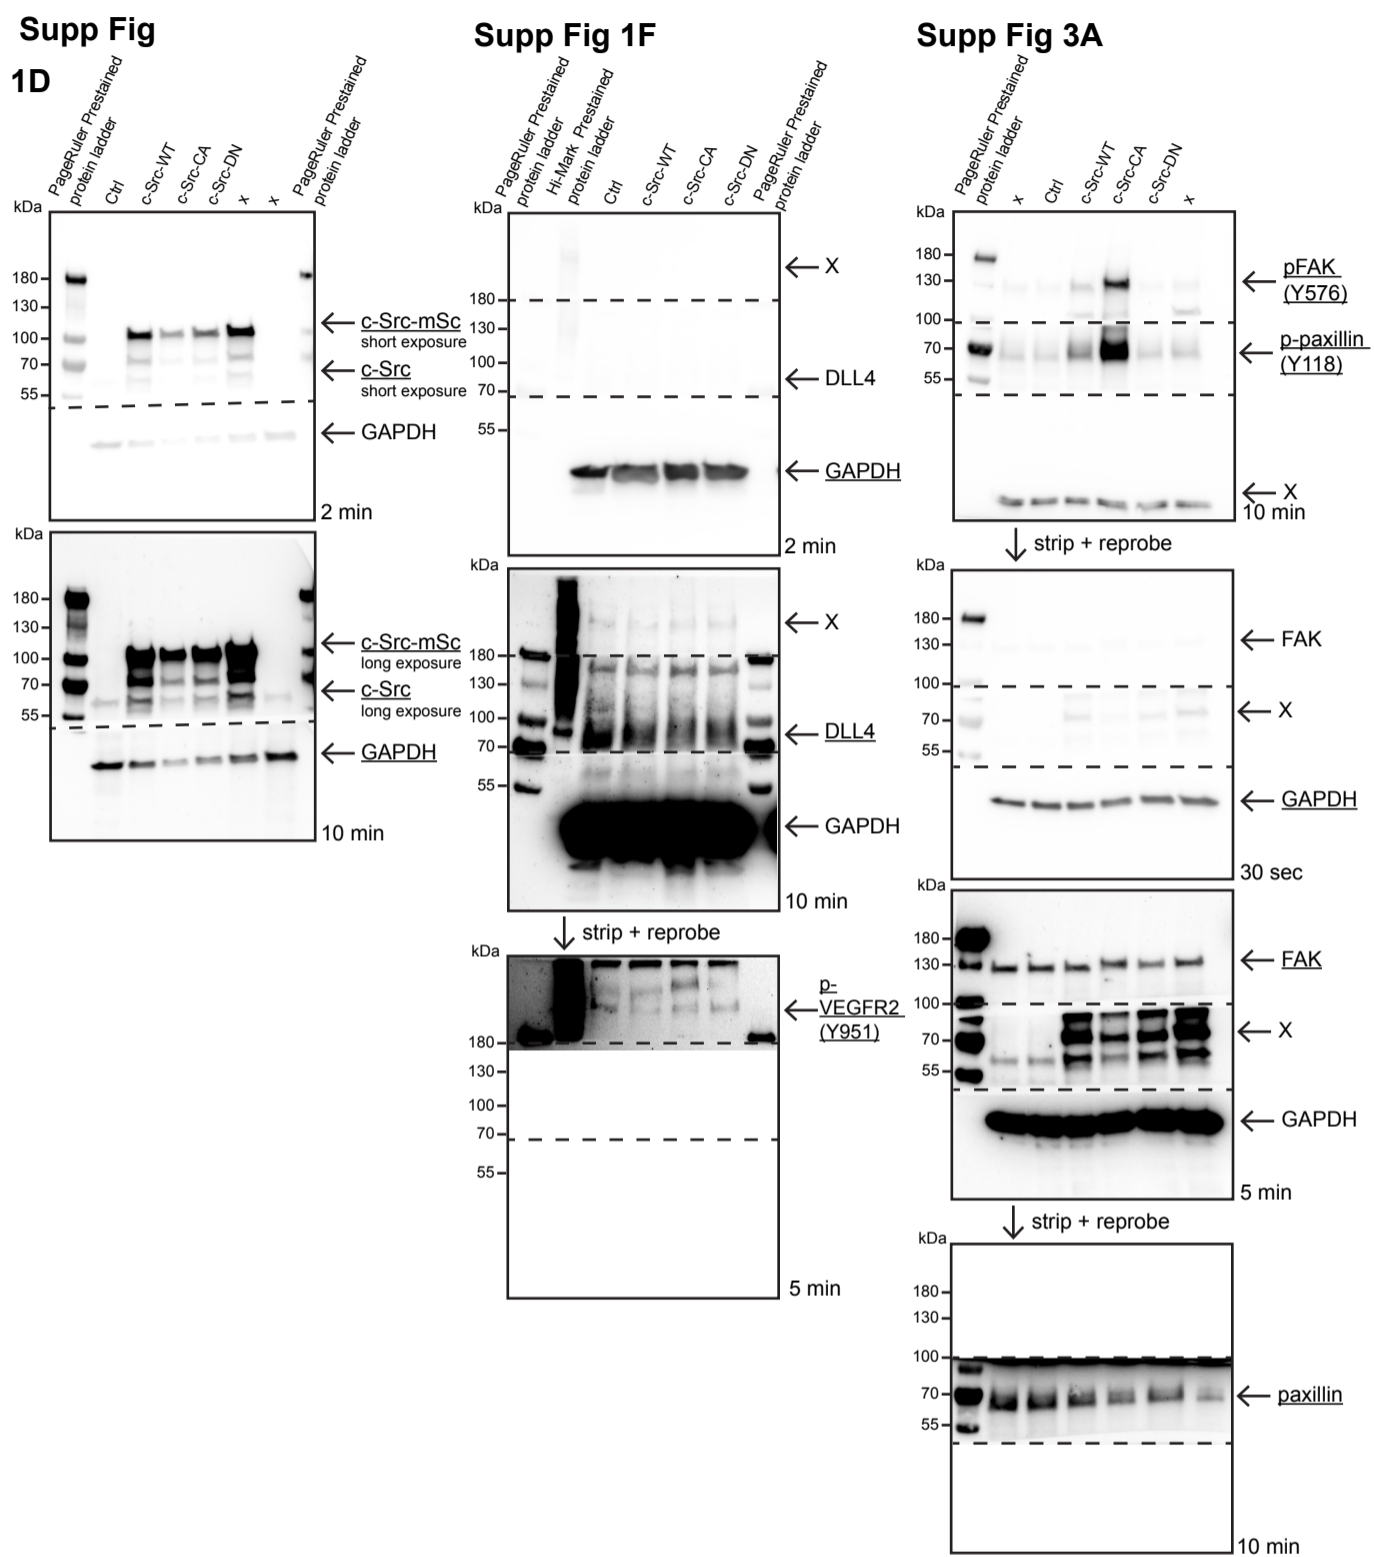 Supp Fig
1D
PageRuler Prestained
protein ladder
Ctrl
c-Src-WT
c-Src-CA
c-Src-DN
x
x
PageRuler Prestained
protein ladder
kDa
180
130
100
70
55
c-Src-mSc
short exposure
c-Src
short exposure
GAPDH
2 min
kDa
180
130
100
70
55
c-Src-mSc
long exposure
c-Src
long exposure
GAPDH
10 min
Supp Fig 1F
PageRuler Prestained
protein ladder
Hi-Mark Prestained
protein ladder
Ctrl
c-Src-WT
c-Src-CA
c-Src-DN
PageRuler Prestained
protein ladder
kDa
180
130
100
70
55
X
DLL4
GAPDH
2 min
kDa
180
130
100
70
55
X
DLL4
GAPDH
10 min
strip + reprobe
kDa
180
130
100
70
55
p-
VEGFR2
(Y951)
5 min
Supp Fig 3A
PageRuler Prestained
protein ladder
x
Ctrl
c-Src-WT
c-Src-CA
c-Src-DN
x
kDa
180
130
100
70
55
pFAK
(Y576)
p-paxillin
(Y118)
X
10 min
strip + reprobe
kDa
180
130
100
70
55
FAK
X
GAPDH
30 sec
kDa
180
130
100
70
55
FAK
X
GAPDH
5 min
strip + reprobe
kDa
180
130
100
70
55
paxillin
10 min